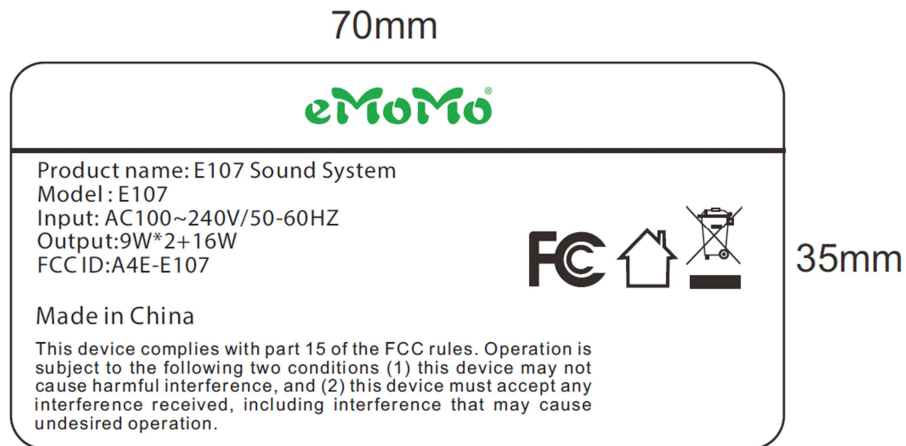 70mm
eMoMo®
Product name: E107 Sound System
Model : E107
Input: AC100~240V/50-60HZ
Output:9W*2+16W
FCC ID:A4E-E107
FC
35mm
Made in China
This device complies with part 15 of the FCC rules. Operation is
subject to the following two conditions (1) this device may not
cause harmful interference, and (2) this device must accept any
interference received, including interference that may cause
undesired operation.